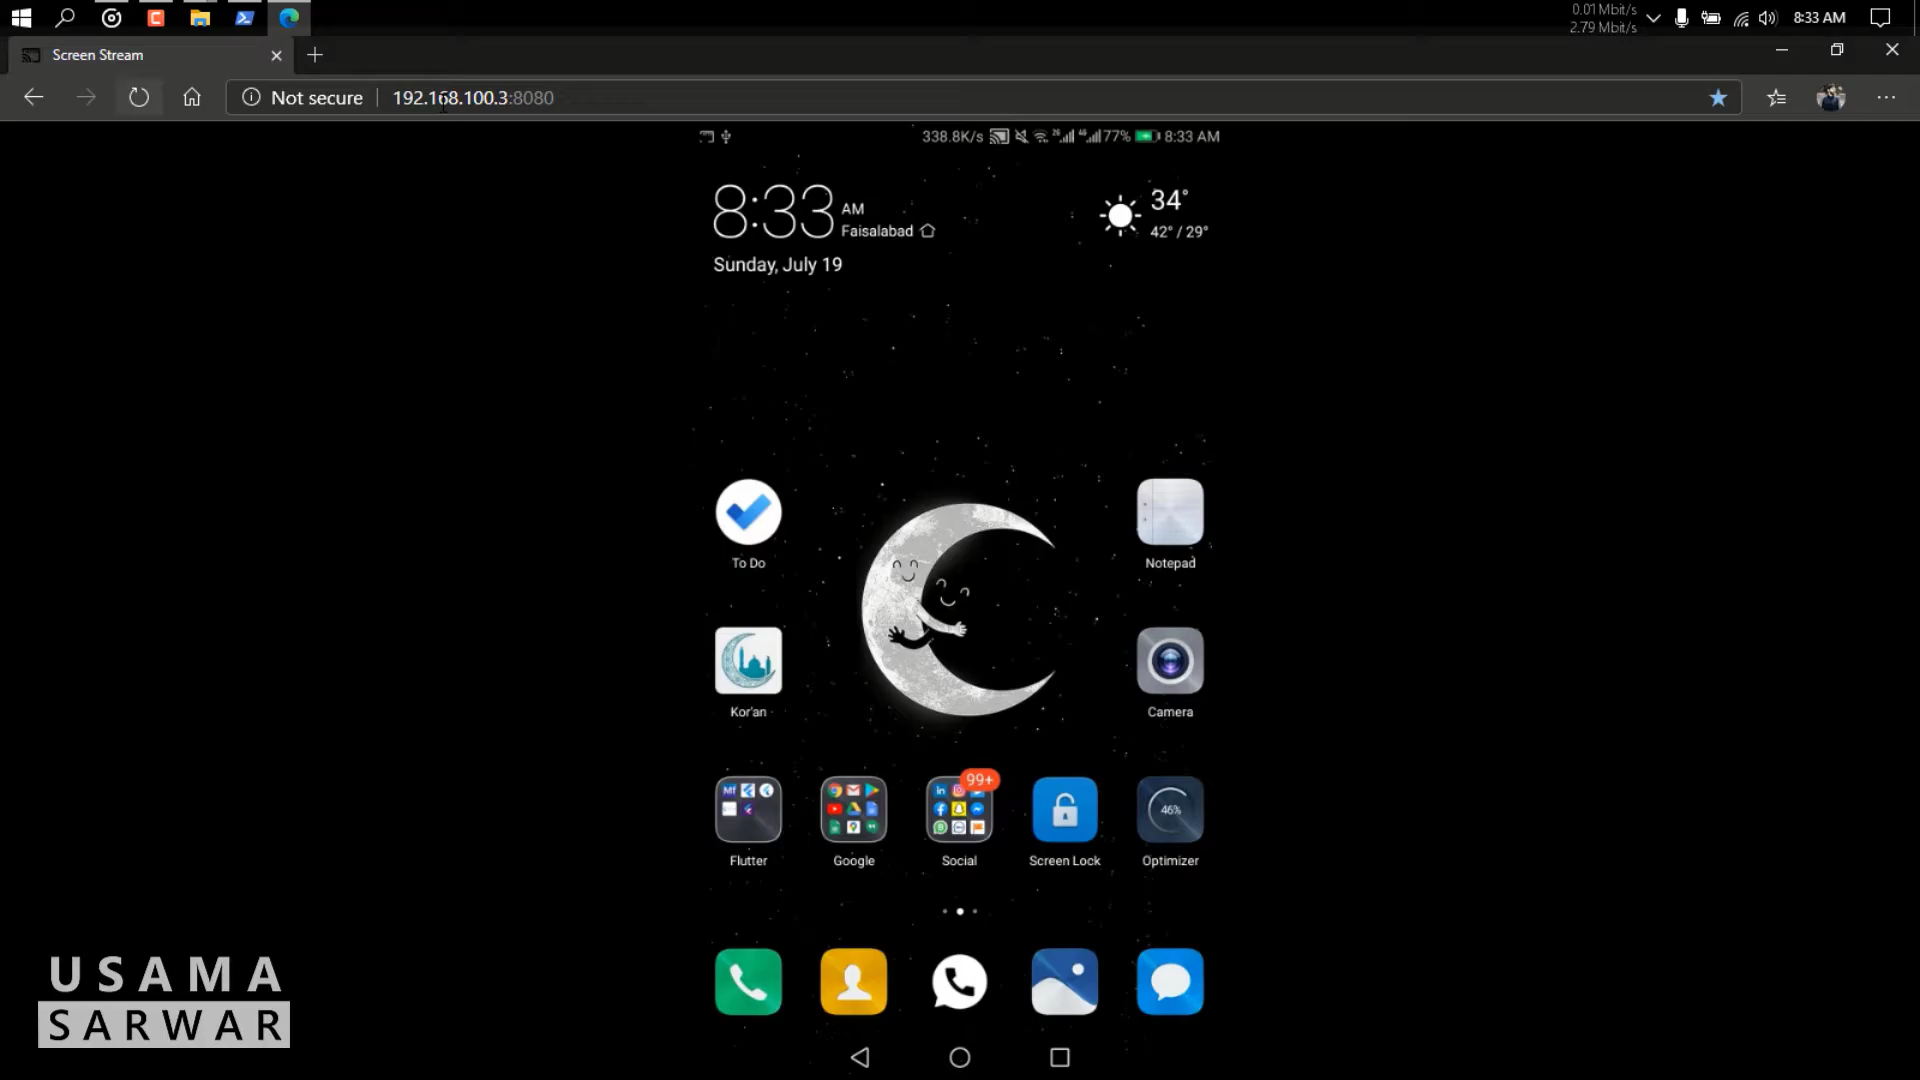 0.01 Mbit/s
2.79 Mbit/s
8:33 AM
Screen Stream
Not secure
192.168.100.3:8080
338.8K/s
2G
4G
77%
8:33 AM
8:33
AM
Faisalabad
34°
42° / 29°
Sunday, July 19
To Do
Notepad
Kor'an
Camera
99+
46%
Flutter
Google
Social
Screen Lock
Optimizer
USAMA
SARWAR